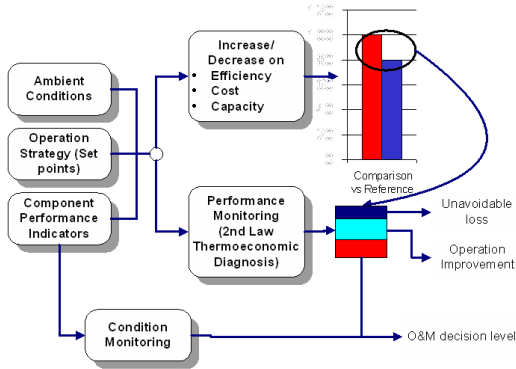 Increase/
Decrease on
• Efficiency
• Cost
• Capacity
Ambient
Conditions
Operation
Strategy (Set
points)
Component
Performance
Indicators
Comparison
vs Reference
Performance
Monitoring
(2nd Law
Thermoeconomic
Diagnosis)
Unavoidable
loss
Operation
Improvement
Condition
Monitoring
O&M decision level